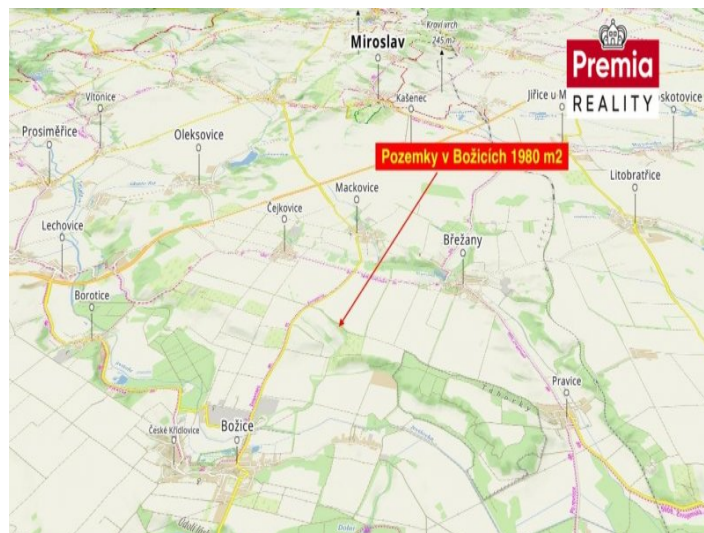 Kraví vrch
245 m
Miroslav
Premia
REALITY
Vítonice
Kašenec
Jiřice u M
skotovice
Prosiměřice
Oleksovice
Pozemky v Božicích 1980 m2
Litobratřice
Mackovice
Čejkovice
Lechovice
Břežany
Borotice
Pravice
České Křídlovice
Božice